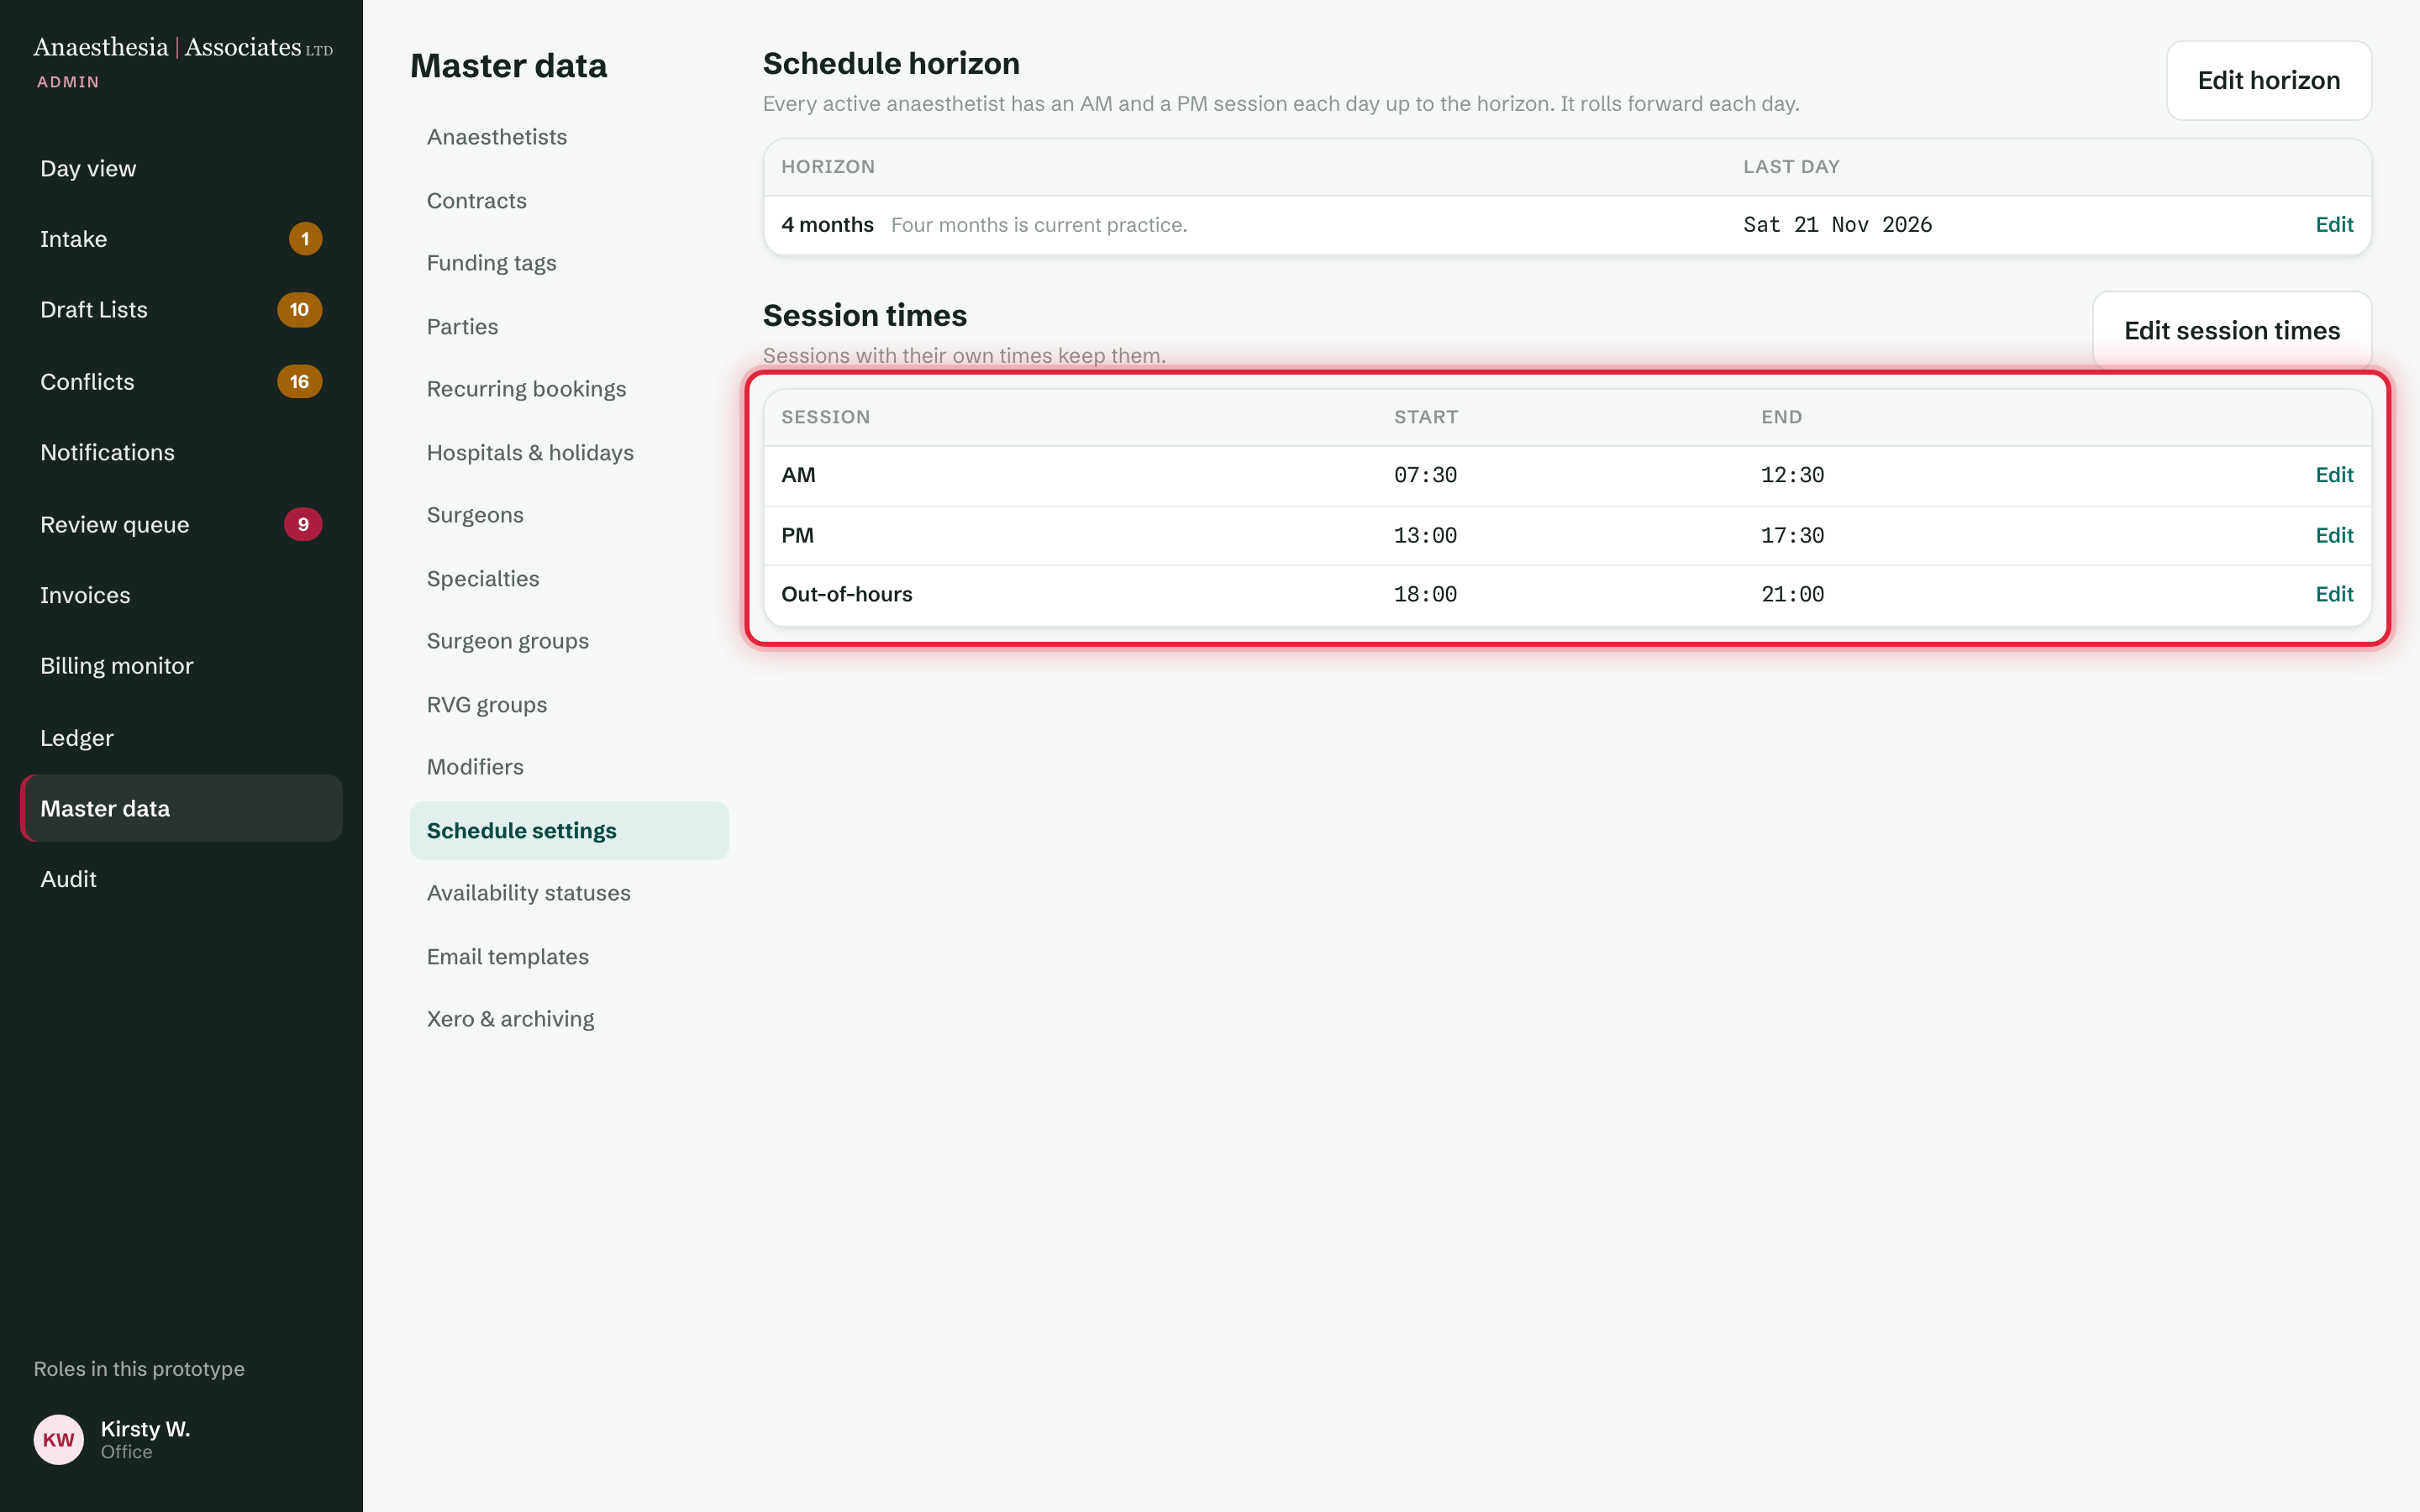 Anaesthesia | Associates LTD
ADMIN
Day view
Intake 1
Draft Lists 10
Conflicts 16
Notifications
Review queue 9
Invoices
Billing monitor
Ledger
Master data
Audit
Roles in this prototype
KW
Kirsty W.
Office
Master data
Anaesthetists
Contracts
Funding tags
Parties
Recurring bookings
Hospitals & holidays
Surgeons
Specialties
Surgeon groups
RVG groups
Modifiers
Schedule settings
Availability statuses
Email templates
Xero & archiving
Schedule horizon
Every active anaesthetist has an AM and a PM session each day up to the horizon. It rolls forward each day.
Edit horizon
HORIZON LAST DAY
4 months Four months is current practice. Sat 21 Nov 2026 Edit
Session times
Sessions with their own times keep them.
Edit session times
SESSION START END
AM 07:30 12:30 Edit
PM 13:00 17:30 Edit
Out-of-hours 18:00 21:00 Edit